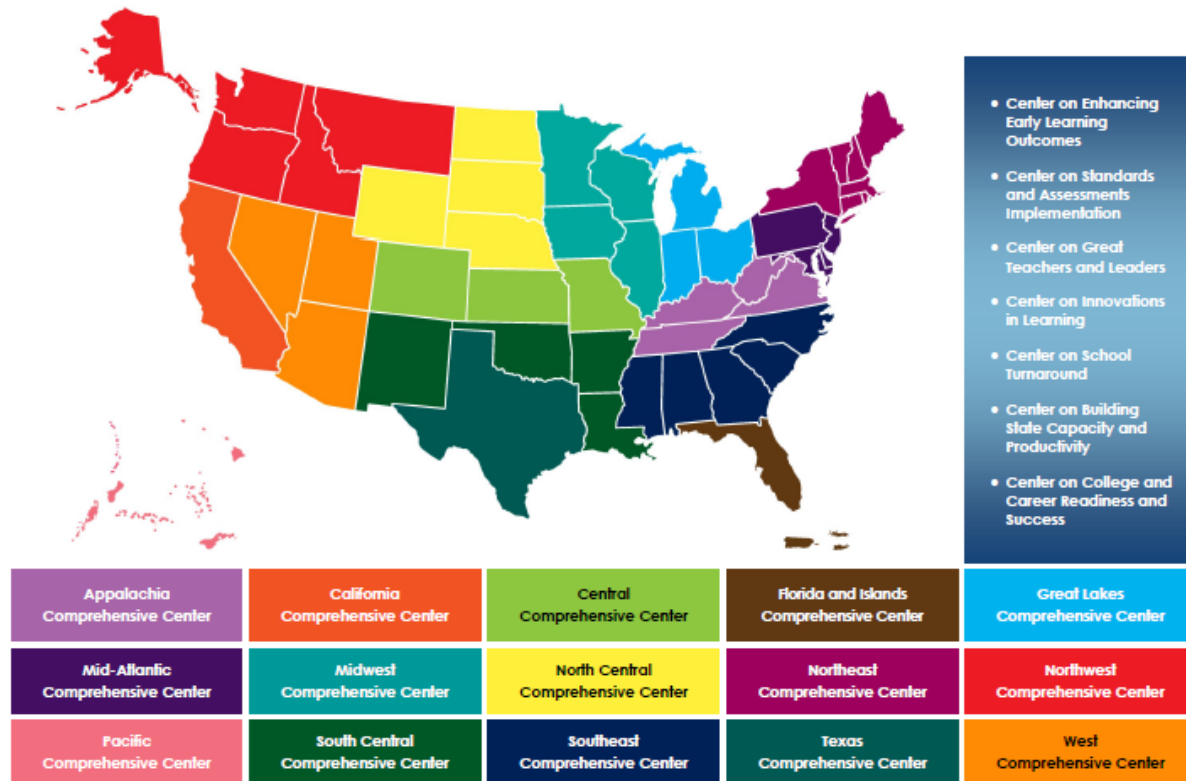 • Center on Enhancing
Early Learning
Outcomes
• Center on Standards
and Assessments
Implementation
• Center on Great
Teachers and Leaders
• Center on Innovations
in Learning
• Center on School
Turnaround
• Center on Building
State Capacity and
Productivity
• Center on College and
Career Readiness and
Success
Appalachia
Comprehensive Center
California
Comprehensive Center
Central
Comprehensive Center
Florida and Islands
Comprehensive Center
Great Lakes
Comprehensive Center
Mid-Atlantic
Comprehensive Center
Midwest
Comprehensive Center
North Central
Comprehensive Center
Northeast
Comprehensive Center
Northwest
Comprehensive Center
Pacific
Comprehensive Center
South Central
Comprehensive Center
Southeast
Comprehensive Center
Texas
Comprehensive Center
West
Comprehensive Center